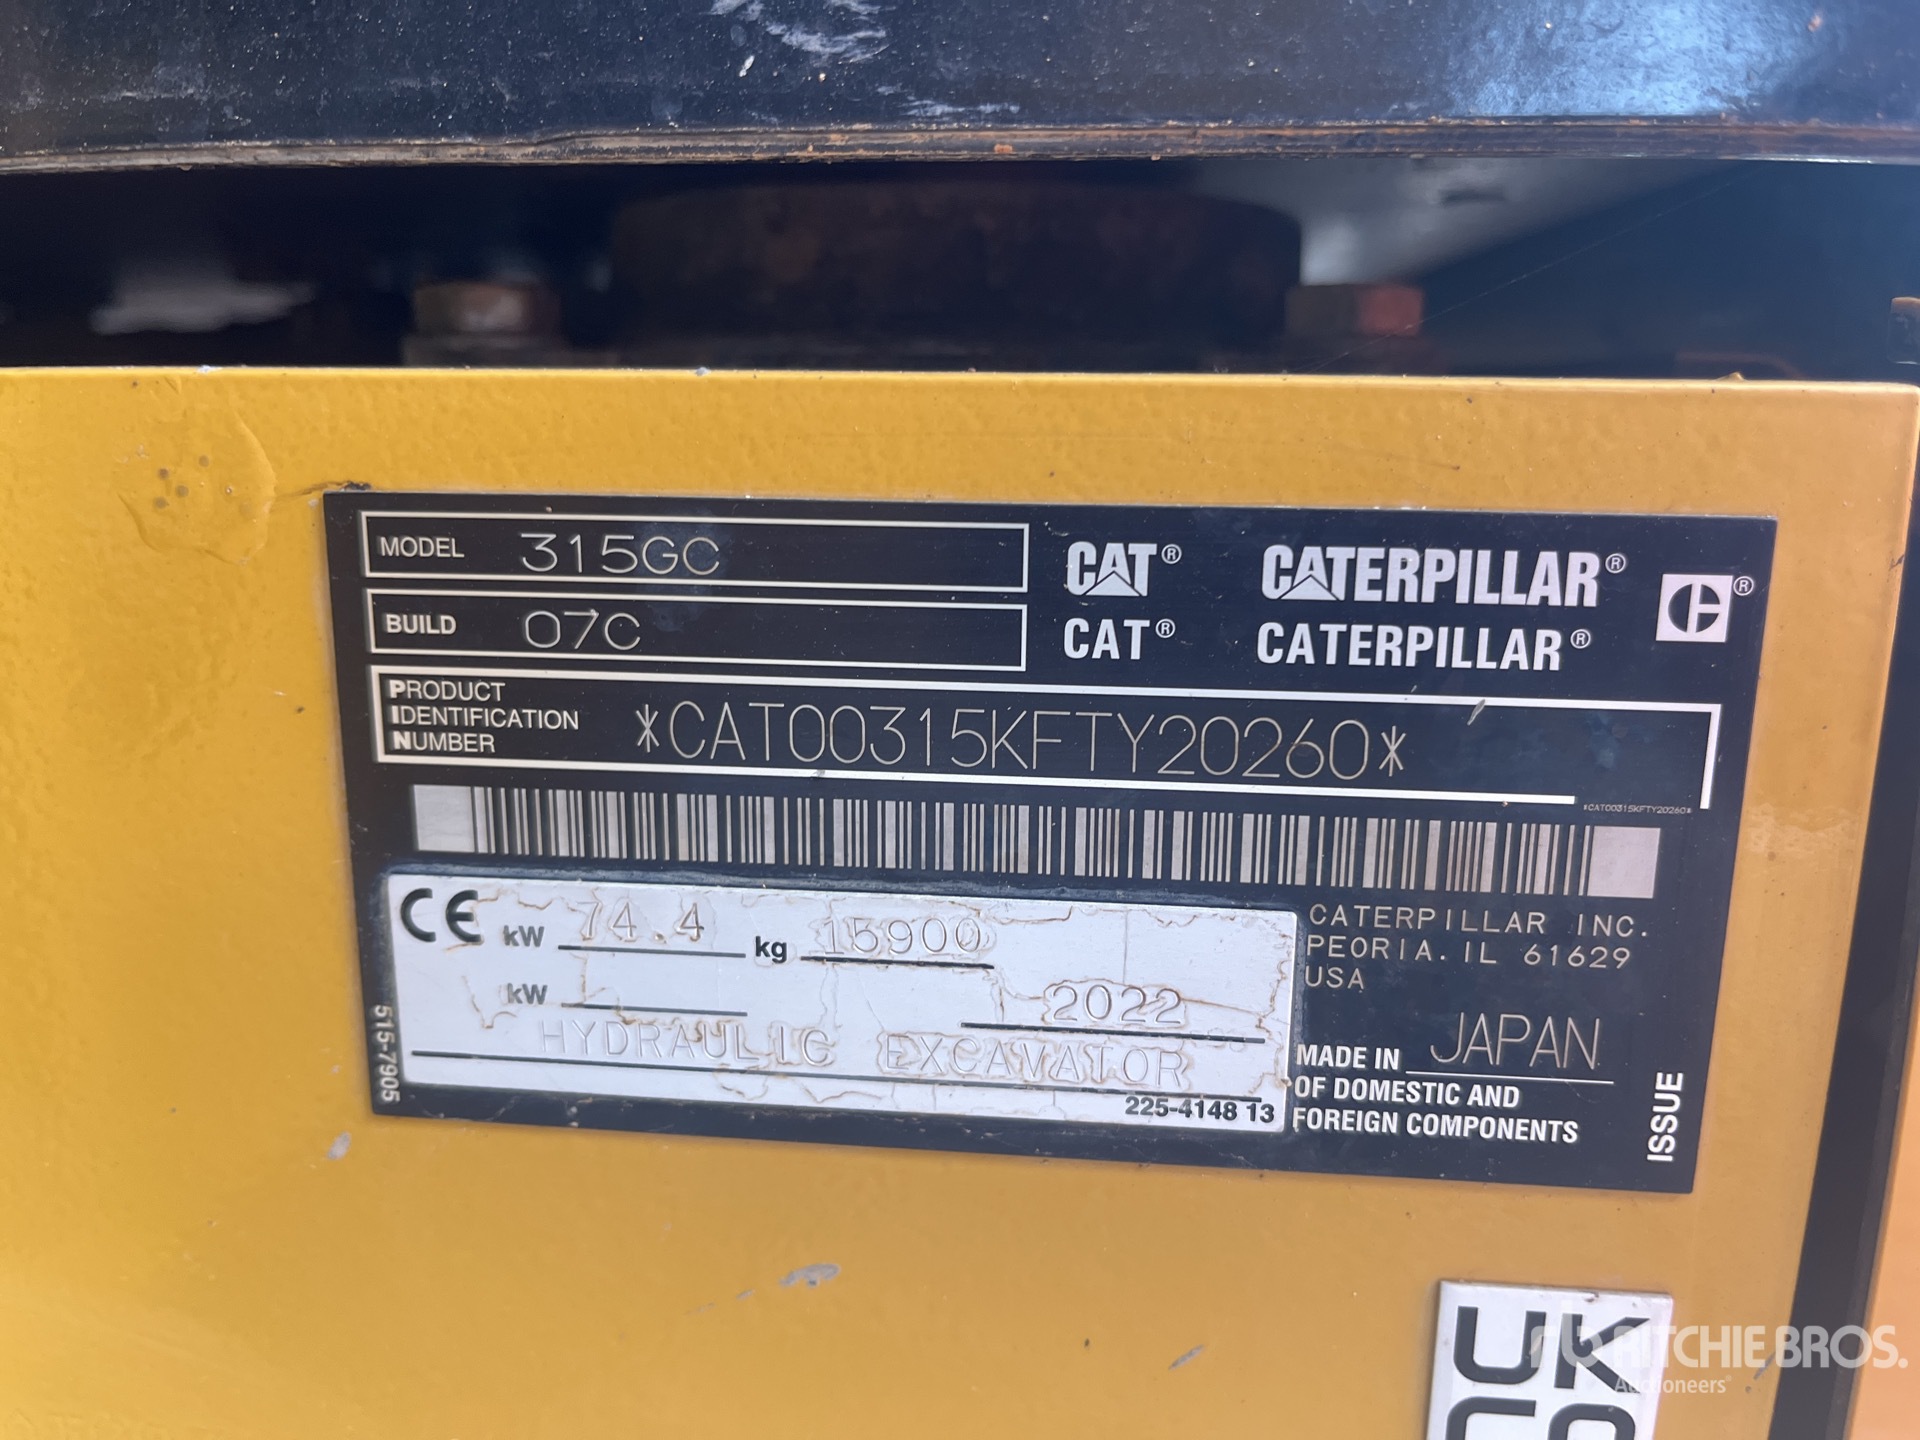 MODEL 315GC
BUILD 07C
CAT® CATERPILLAR®
CAT® CATERPILLAR®
PRODUCT
IDENTIFICATION
NUMBER
*CAT00315KFTY20260*
*CAT00315KFTY20260*
CE kW 74.4 kg 15900
kW 2022
HYDRAULIC EXCAVATOR
225-4148 13
515-7905
CATERPILLAR INC.
PEORIA. IL 61629
USA
MADE IN JAPAN
OF DOMESTIC AND
FOREIGN COMPONENTS
ISSUE
UK
RITCHIE BROS.
Auctioneers